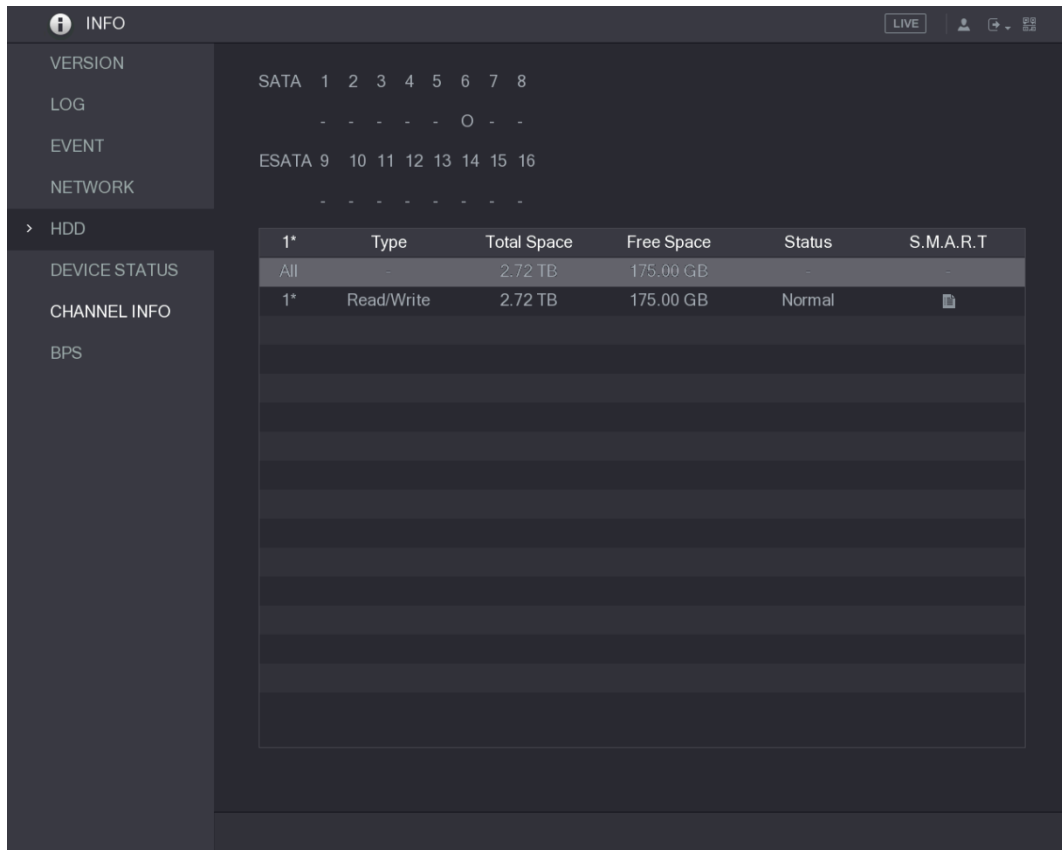 INFO
LIVE
VERSION
LOG
EVENT
NETWORK
> HDD
DEVICE STATUS
CHANNEL INFO
BPS
SATA 1 2 3 4 5 6 7 8
- - - - - O - -
ESATA 9 10 11 12 13 14 15 16
- - - - - - - -
1* Type Total Space Free Space Status S.M.A.R.T
All - 2.72 TB 175.00 GB - -
1* Read/Write 2.72 TB 175.00 GB Normal